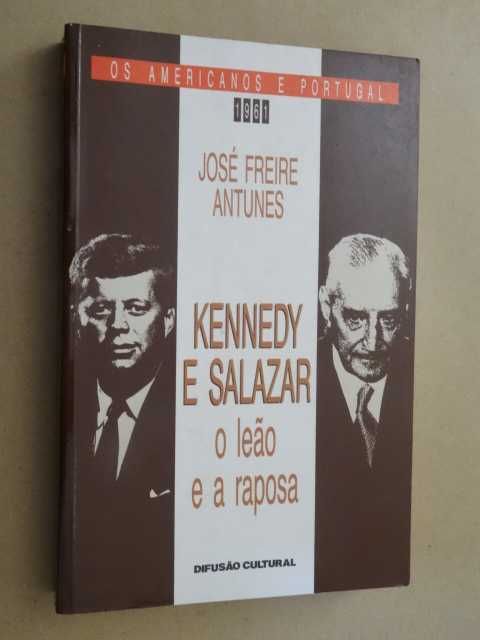 OS AMERICANOS E PORTUGAL
1961
JOSÉ FREIRE
ANTUNES
KENNEDY
E SALAZAR
o leão
e a raposa
DIFUSÃO CULTURAL